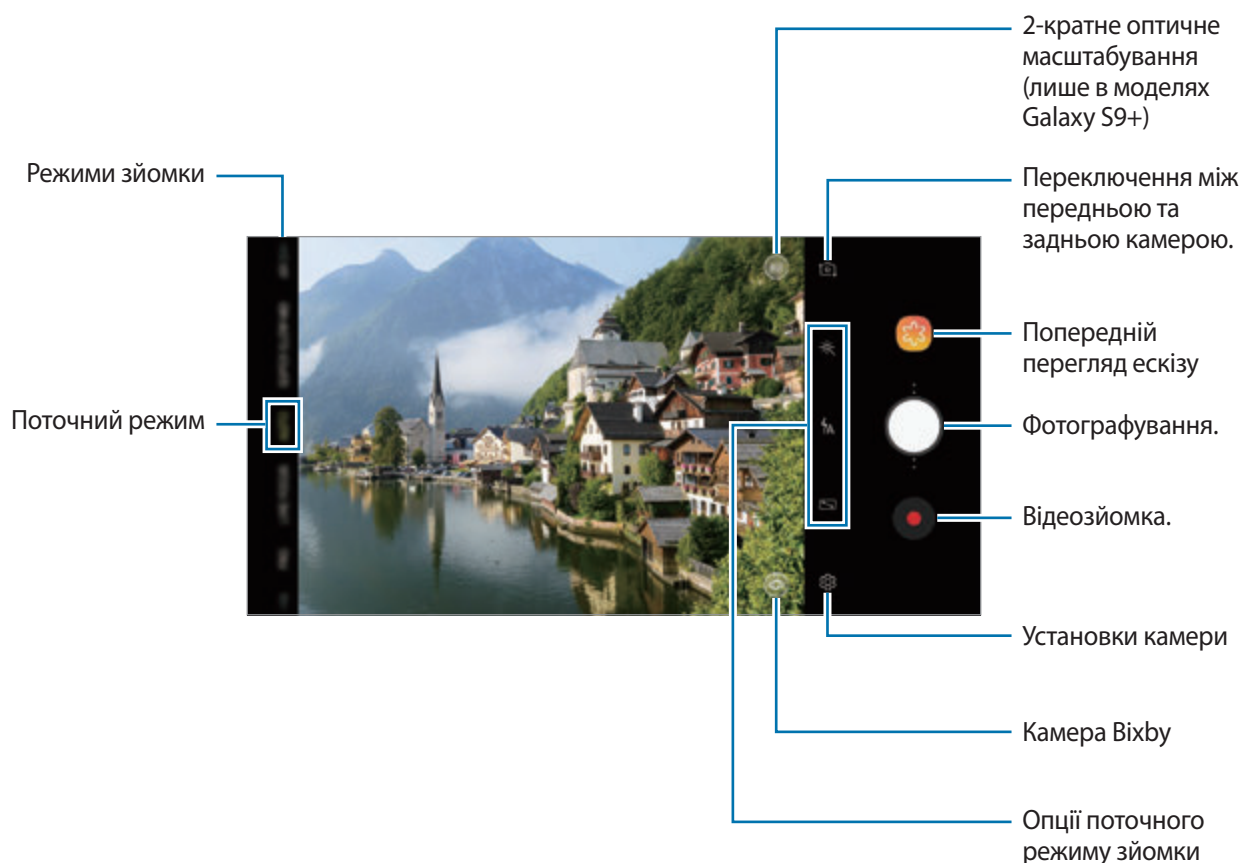 2-кратне оптичне
масштабування
(лише в моделях
Galaxy S9+)
Режими зйомки
Переключення між
передньою та
задньою камерою.
Попередній
перегляд ескізу
Поточний режим
Фотографування.
Відеозйомка.
Установки камери
Камера Bixby
Опції поточного
режиму зйомки